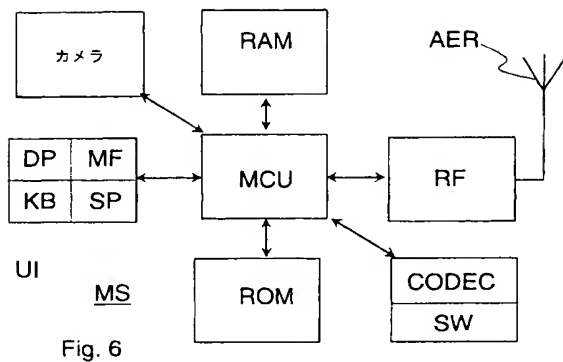 カメラ
RAM
AER
DP MF
KB SP
MCU
RF
UI
MS
ROM
CODEC
SW
Fig. 6